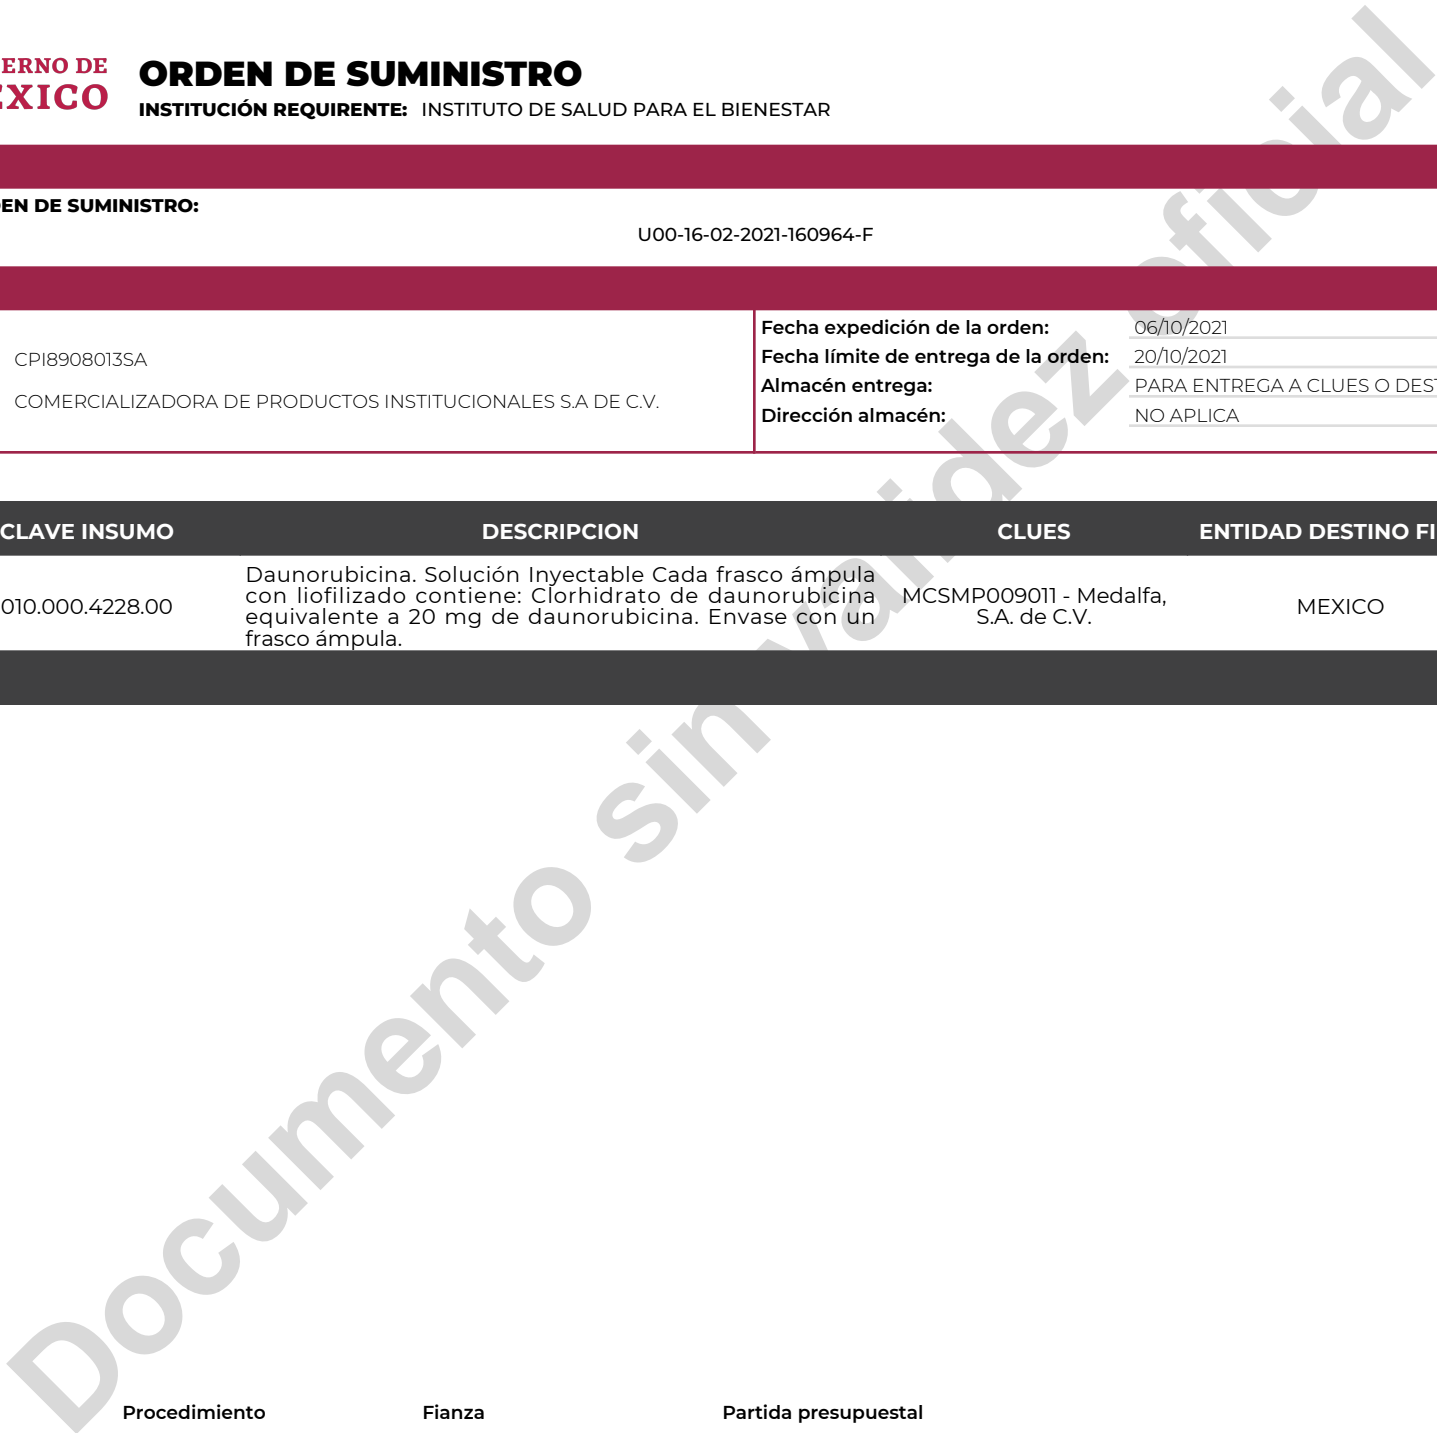 ERNO DE
ÉXICO
ORDEN DE SUMINISTRO
INSTITUCIÓN REQUIRENTE: INSTITUTO DE SALUD PARA EL BIENESTAR
EN DE SUMINISTRO:
U00-16-02-2021-160964-F
CPI8908013SA
COMERCIALIZADORA DE PRODUCTOS INSTITUCIONALES S.A DE C.V.
Fecha expedición de la orden: 06/10/2021
Fecha límite de entrega de la orden: 20/10/2021
Almacén entrega: PARA ENTREGA A CLUES O DEST
Dirección almacén: NO APLICA
CLAVE INSUMO DESCRIPCION CLUES ENTIDAD DESTINO FI
010.000.4228.00
Daunorubicina. Solución Inyectable Cada frasco ámpula
con liofilizado contiene: Clorhidrato de daunorubicina
equivalente a 20 mg de daunorubicina. Envase con un
frasco ámpula.
MCSMP009011 - Medalfa,
S.A. de C.V.
MEXICO
Documento sin validez oficial
Procedimiento Fianza Partida presupuestal